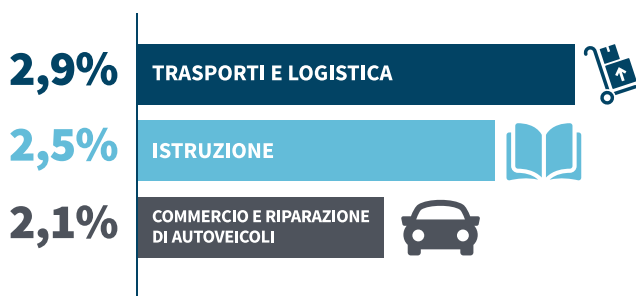 2,9% TRASPORTI E LOGISTICA
2,5% ISTRUZIONE
2,1% COMMERCIO E RIPARAZIONE
DI AUTOVEICOLI